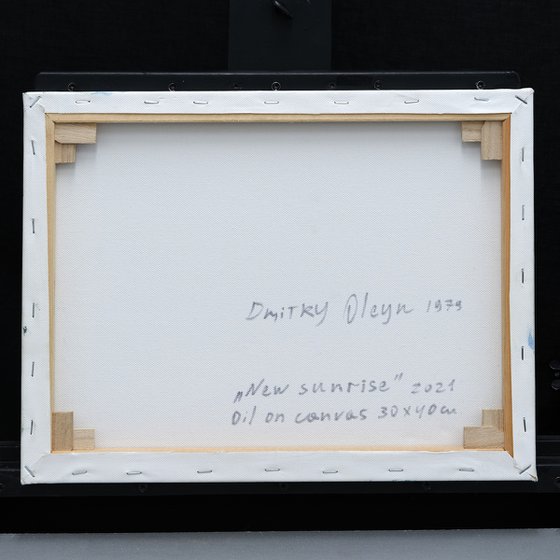 DmiTRY Oleyn 1979
„New sunrise” 2021
Oil on canvas 30x40cm